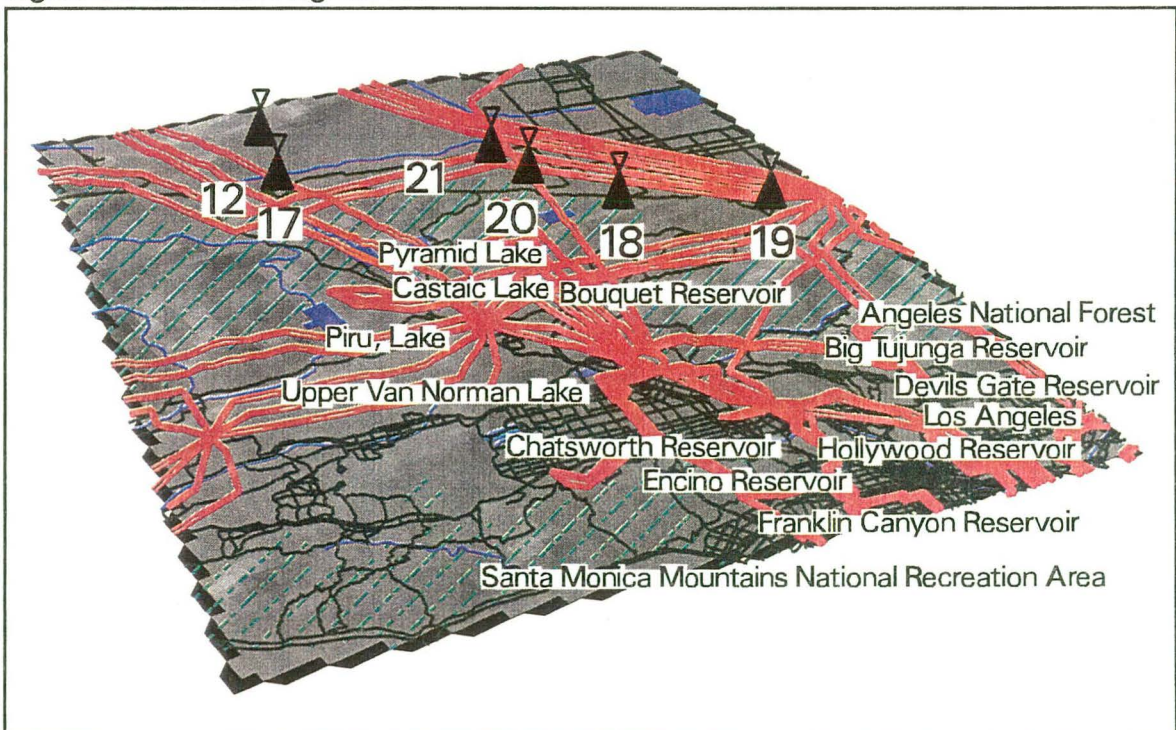 12
17
21
20
18
19
Pyramid Lake
Castaic Lake
Bouquet Reservoir
Angeles National Forest
Piru, Lake
Big Tujunga Reservoir
Upper Van Norman Lake
Devils Gate Reservoir
Los Angeles
Chatsworth Reservoir
Hollywood Reservoir
Encino Reservoir
Franklin Canyon Reservoir
Santa Monica Mountains National Recreation Area